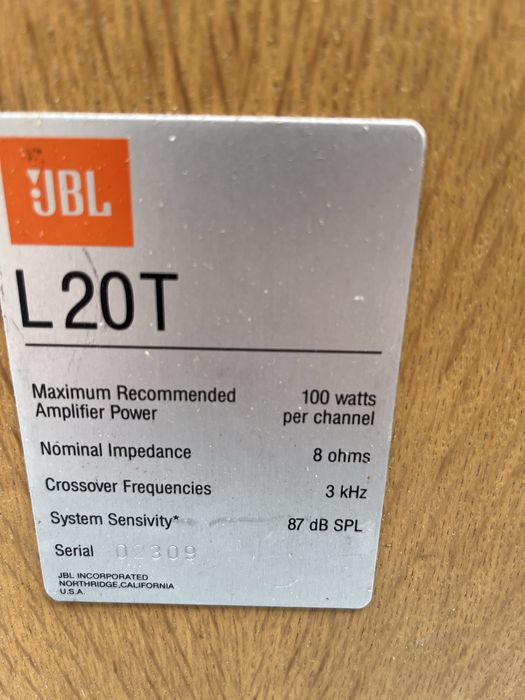 JBL
L20T
Maximum Recommended 100 watts
Amplifier Power per channel
Nominal Impedance 8 ohms
Crossover Frequencies 3 kHz
System Sensivity* 87 dB SPL
Serial 02309
JBL INCORPORATED
NORTHRIDGE,CALIFORNIA
U.S.A.